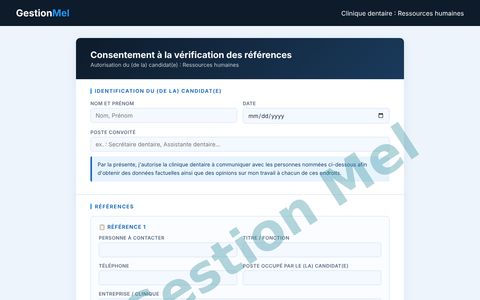 GestionMel
Clinique dentaire : Ressources humaines
Consentement à la vérification des références
Autorisation du (de la) candidat(e) : Ressources humaines
IDENTIFICATION DU (DE LA) CANDIDAT(E)
NOM ET PRÉNOM
DATE
Nom, Prénom
mm/dd/yyyy
POSTE CONVOITÉ
ex. : Secrétaire dentaire, Assistante dentaire...
Par la présente, j'autorise la clinique dentaire à communiquer avec les personnes nommées ci-dessous afin
d'obtenir des données factuelles ainsi que des opinions sur mon travail à chacun de ces endroits.
RÉFÉRENCES
RÉFÉRENCE 1
PERSONNE À CONTACTER
TITRE / FONCTION
TÉLÉPHONE
POSTE OCCUPÉ PAR LE (LA) CANDIDAT(E)
ENTREPRISE / CLINIQUE
Gestion Mel